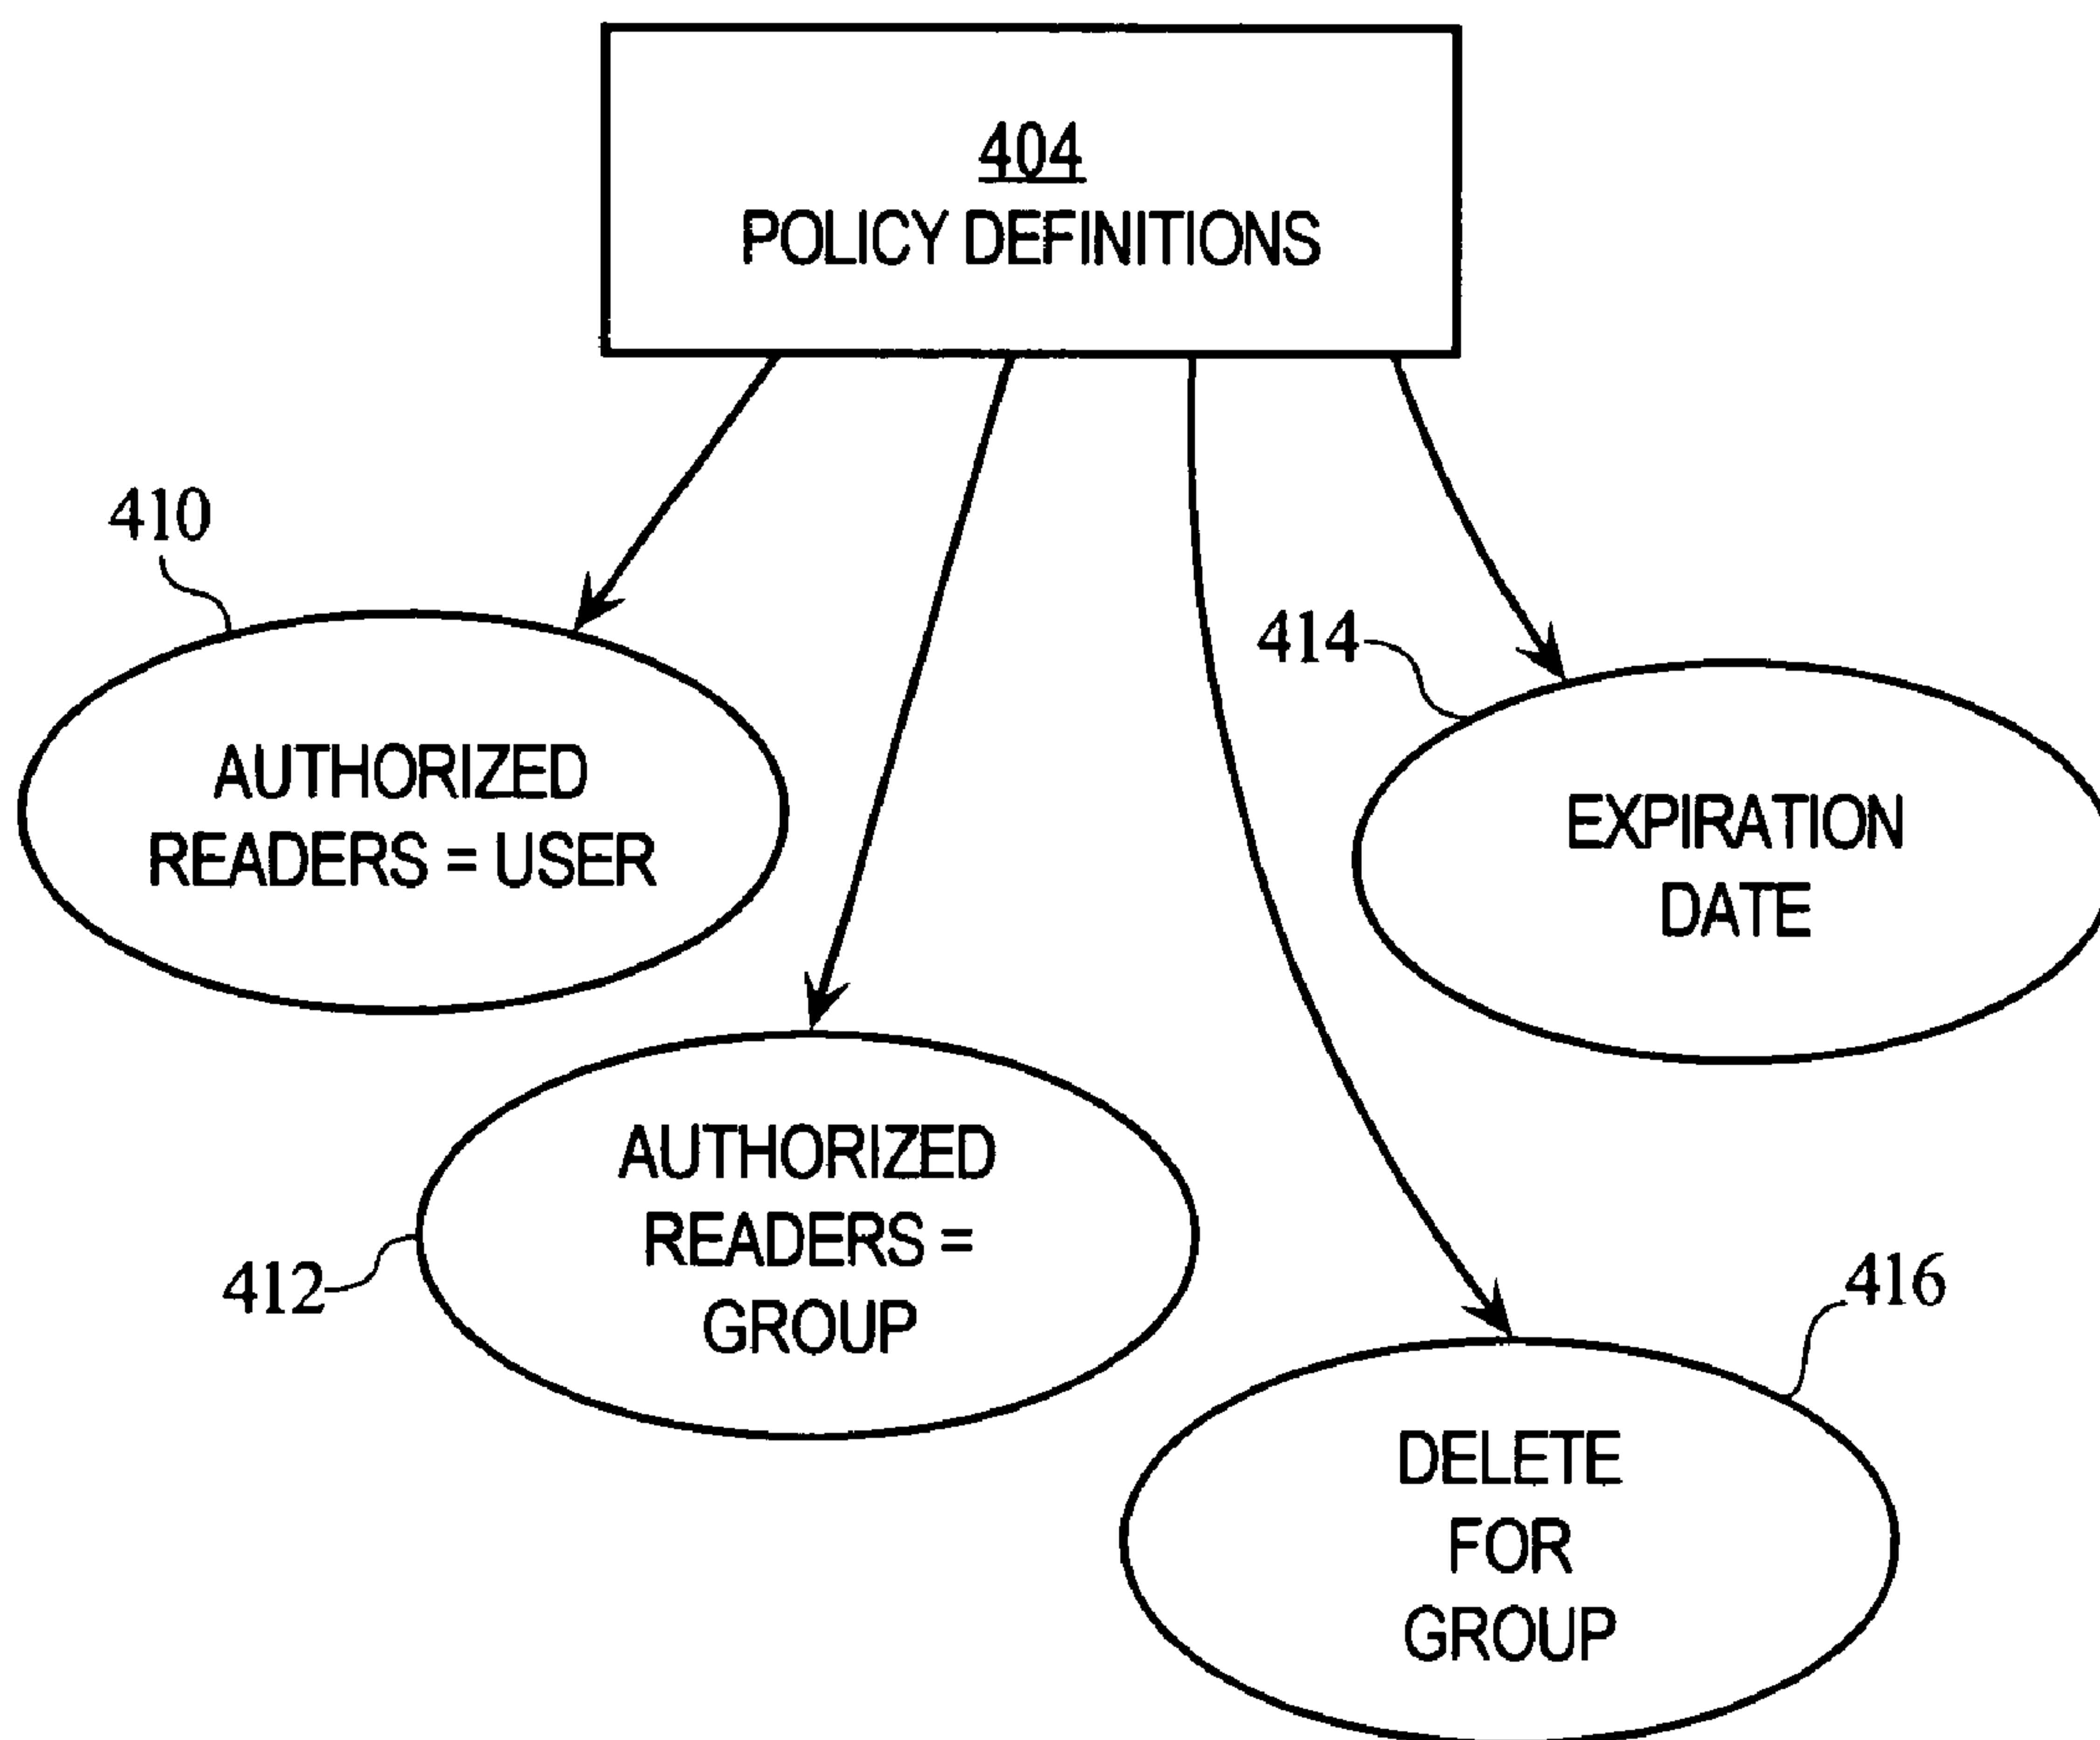 404
POLICY DEFINITIONS
410
AUTHORIZED
READERS = USER
414
EXPIRATION
DATE
412
AUTHORIZED
READERS =
GROUP
416
DELETE
FOR
GROUP